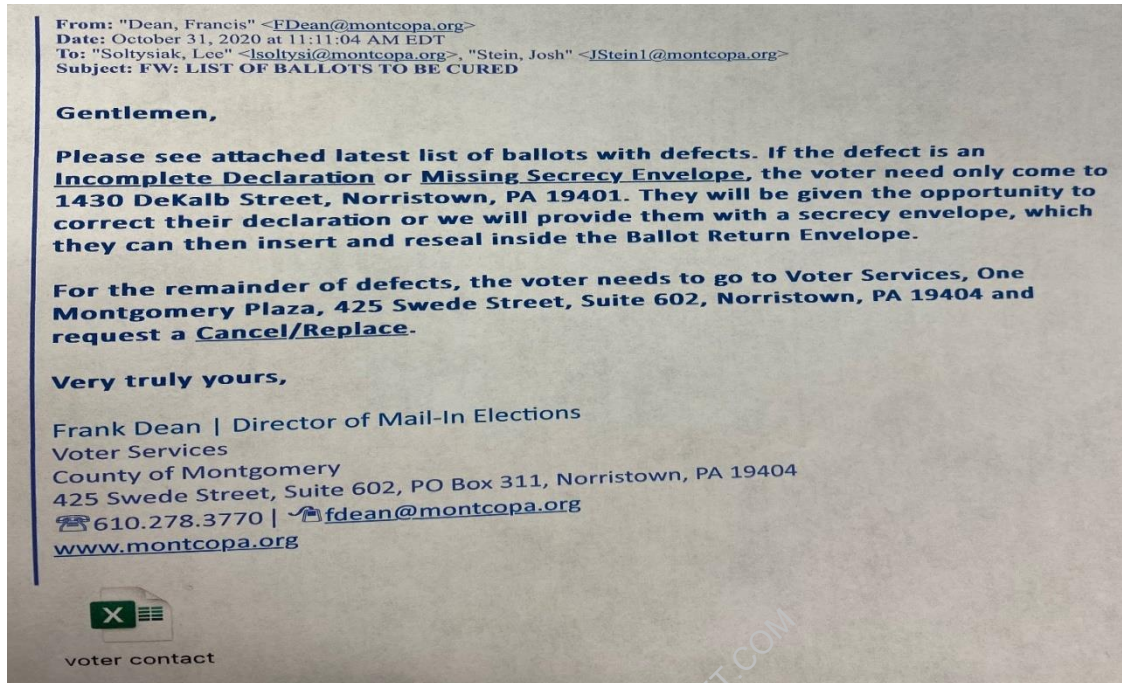 From: "Dean, Francis" <FDean@montcopa.org>
Date: October 31, 2020 at 11:11:04 AM EDT
To: "Soltysiak, Lee" <lsoltysi@montcopa.org>, "Stein, Josh" <JStein1@montcopa.org>
Subject: FW: LIST OF BALLOTS TO BE CURED
Gentlemen,
Please see attached latest list of ballots with defects. If the defect is an
Incomplete Declaration or Missing Secrecy Envelope, the voter need only come to
1430 DeKalb Street, Norristown, PA 19401. They will be given the opportunity to
correct their declaration or we will provide them with a secrecy envelope, which
they can then insert and reseal inside the Ballot Return Envelope.
For the remainder of defects, the voter needs to go to Voter Services, One
Montgomery Plaza, 425 Swede Street, Suite 602, Norristown, PA 19404 and
request a Cancel/Replace.
Very truly yours,
Frank Dean | Director of Mail-In Elections
Voter Services
County of Montgomery
425 Swede Street, Suite 602, PO Box 311, Norristown, PA 19404
610.278.3770 | fdean@montcopa.org
www.montcopa.org
X
voter contact
T.COM